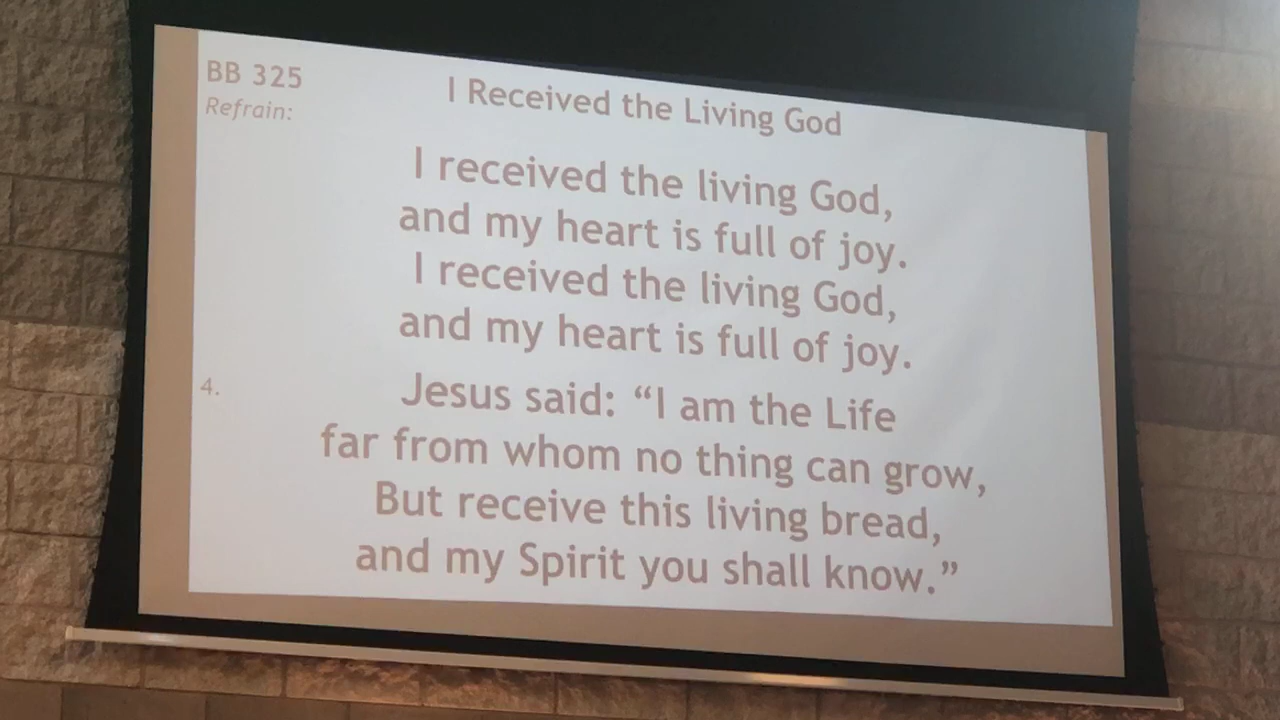 BB 325
I Received the Living God
Refrain:
I received the living God,
and my heart is full of joy.
I received the living God,
and my heart is full of joy.
4.
Jesus said: “I am the Life
far from whom no thing can grow,
But receive this living bread,
and my Spirit you shall know.”